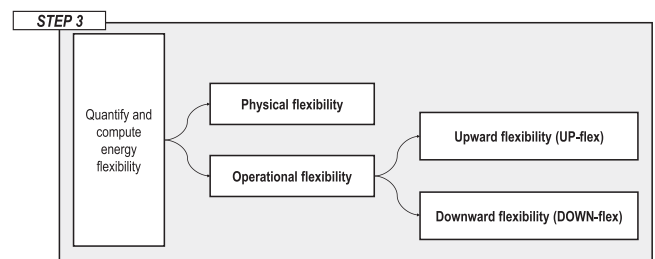 STEP 3
Quantify and
compute
energy
flexibility
Physical flexibility
Operational flexibility
Upward flexibility (UP-flex)
Downward flexibility (DOWN-flex)